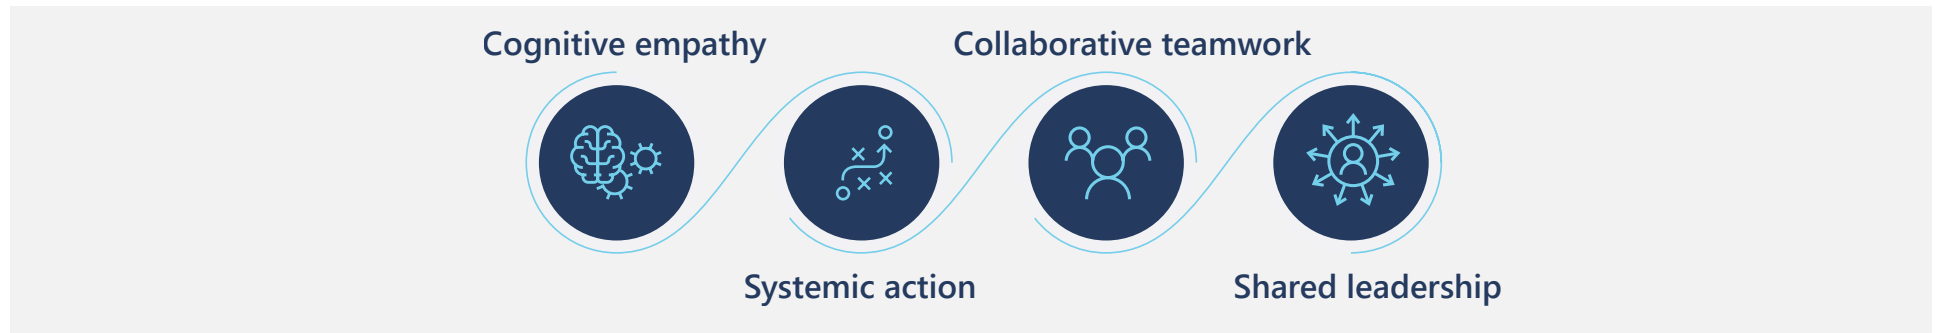 Cognitive empathy
Systemic action
Collaborative teamwork
Shared leadership